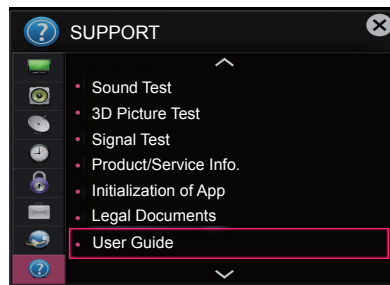 SUPPORT
Sound Test
3D Picture Test
Signal Test
Product/Service Info.
Initialization of App
Legal Documents
User Guide